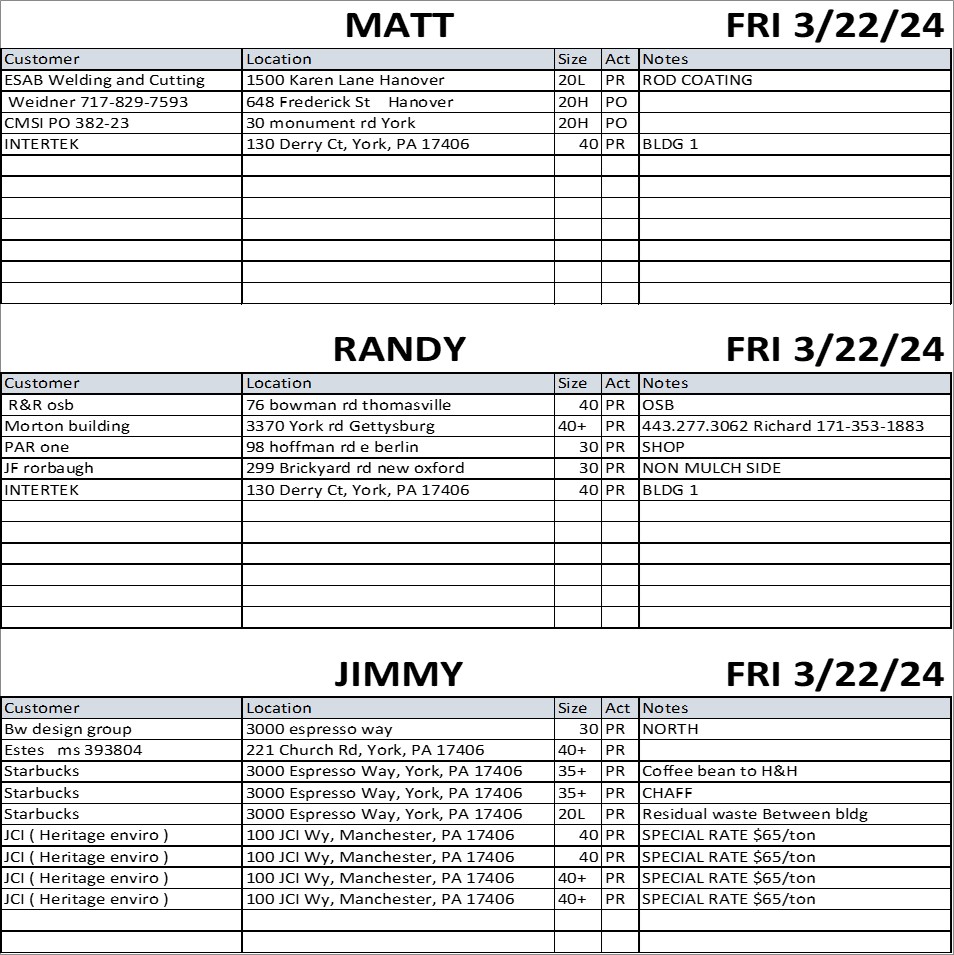 MATT FRI 3/22/24
Customer Location Size Act Notes
ESAB Welding and Cutting 1500 Karen Lane Hanover 20L PR ROD COATING
Weidner 717-829-7593 648 Frederick St Hanover 20H PO
CMSI PO 382-23 30 monument rd York 20H PO
INTERTEK 130 Derry Ct, York, PA 17406 40 PR BLDG 1
RANDY FRI 3/22/24
Customer Location Size Act Notes
R&R osb 76 bowman rd thomasville 40 PR OSB
Morton building 3370 York rd Gettysburg 40+ PR 443.277.3062 Richard 171-353-1883
PAR one 98 hoffman rd e berlin 30 PR SHOP
JF rorbaugh 299 Brickyard rd new oxford 30 PR NON MULCH SIDE
INTERTEK 130 Derry Ct, York, PA 17406 40 PR BLDG 1
JIMMY FRI 3/22/24
Customer Location Size Act Notes
Bw design group 3000 espresso way 30 PR NORTH
Estes ms 393804 221 Church Rd, York, PA 17406 40+ PR
Starbucks 3000 Espresso Way, York, PA 17406 35+ PR Coffee bean to H&H
Starbucks 3000 Espresso Way, York, PA 17406 35+ PR CHAFF
Starbucks 3000 Espresso Way, York, PA 17406 20L PR Residual waste Between bldg
JCI ( Heritage enviro ) 100 JCI Wy, Manchester, PA 17406 40 PR SPECIAL RATE $65/ton
JCI ( Heritage enviro ) 100 JCI Wy, Manchester, PA 17406 40 PR SPECIAL RATE $65/ton
JCI ( Heritage enviro ) 100 JCI Wy, Manchester, PA 17406 40+ PR SPECIAL RATE $65/ton
JCI ( Heritage enviro ) 100 JCI Wy, Manchester, PA 17406 40+ PR SPECIAL RATE $65/ton